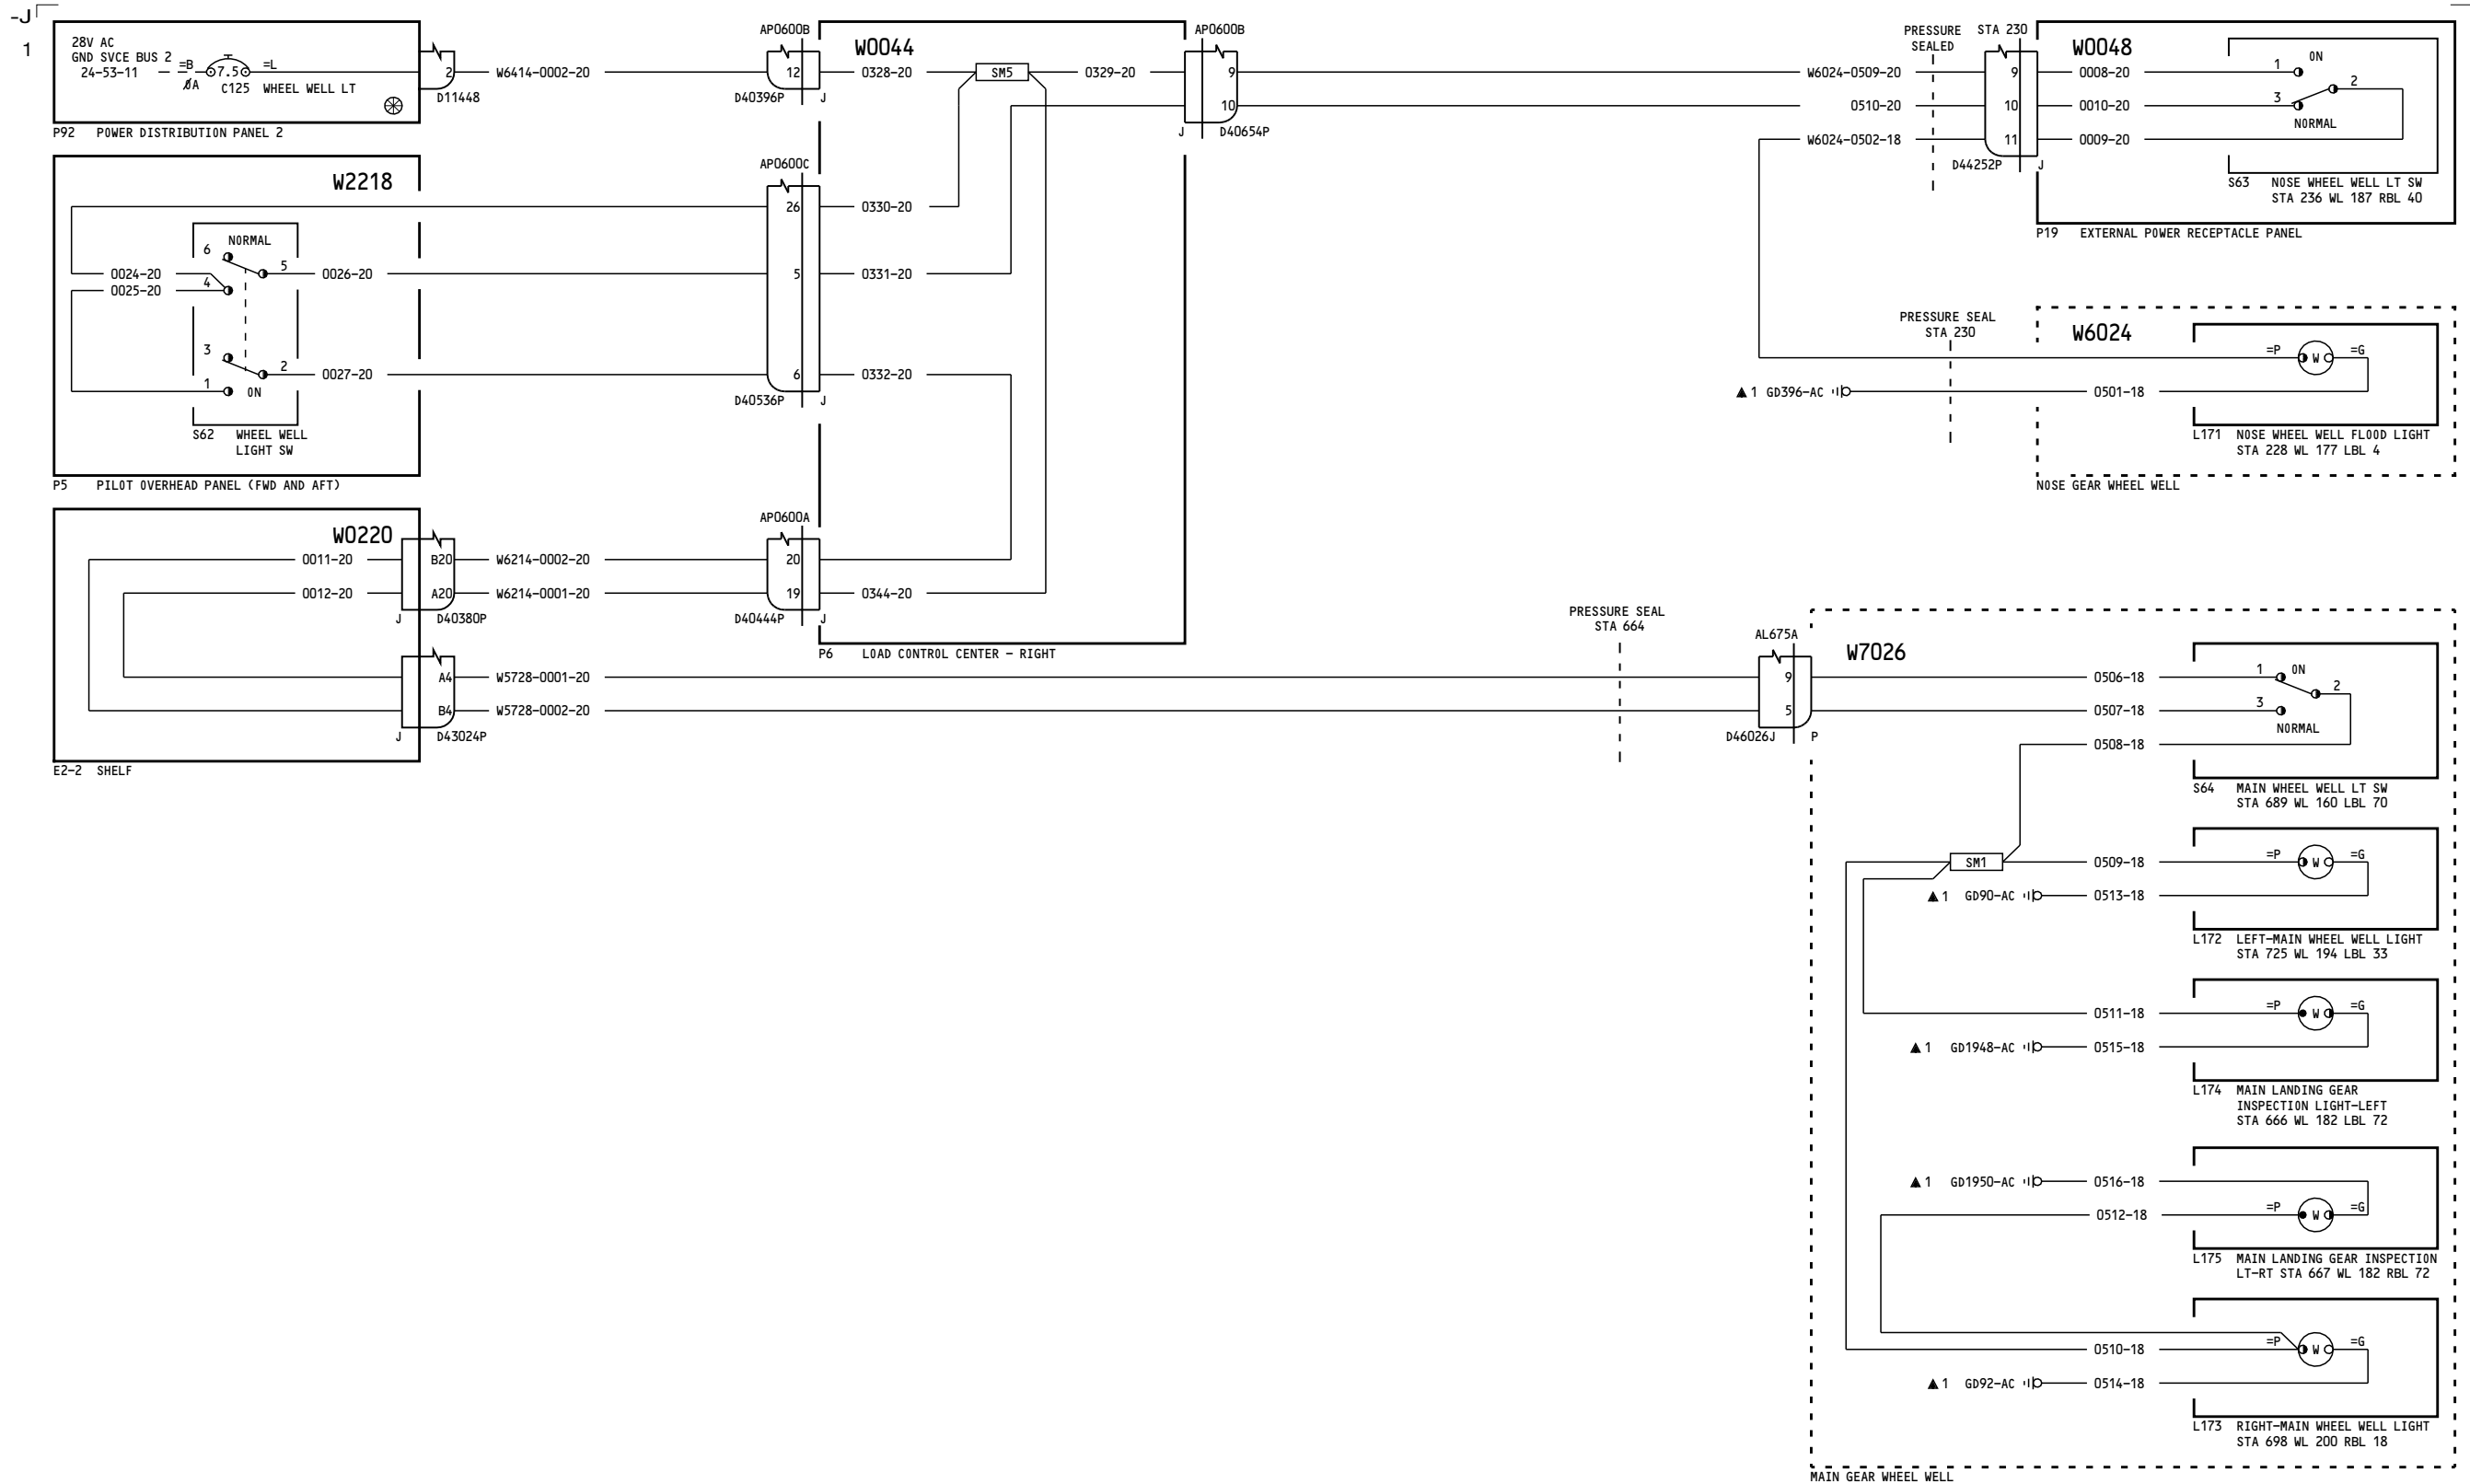 -J
1
28V AC
GND SVCE BUS 2
24-53-11
=B
ØA
7.5
=L
C125 WHEEL WELL LT
P92 POWER DISTRIBUTION PANEL 2
2
D11448
W6414-0002-20
AP0600B
12
D40396P J
W0044
0328-20
SM5
0329-20
AP0600B
9
10
J D40654P
W6024-0509-20
0510-20
W6024-0502-18
PRESSURE
SEALED
STA 230
9
10
11
D44252P J
W0048
0008-20
0010-20
0009-20
1
ON
2
3
NORMAL
S63 NOSE WHEEL WELL LT SW
STA 236 WL 187 RBL 40
P19 EXTERNAL POWER RECEPTACLE PANEL
W2218
NORMAL
6
5
4
0024-20
0025-20
0026-20
3
2
1
ON
0027-20
S62 WHEEL WELL
LIGHT SW
P5 PILOT OVERHEAD PANEL (FWD AND AFT)
AP0600C
26
5
6
D40536P J
0330-20
0331-20
0332-20
PRESSURE SEAL
STA 230
W6024
=P
W
=G
▲1 GD396-AC
0501-18
L171 NOSE WHEEL WELL FLOOD LIGHT
STA 228 WL 177 LBL 4
NOSE GEAR WHEEL WELL
W0220
0011-20
0012-20
B20
A20
J D40380P
W6214-0002-20
W6214-0001-20
AP0600A
20
19
D40444P J
0344-20
P6 LOAD CONTROL CENTER - RIGHT
A4
B4
J D43024P
W5728-0001-20
W5728-0002-20
E2-2 SHELF
PRESSURE SEAL
STA 664
AL675A
9
5
D46026J P
W7026
0506-18
0507-18
0508-18
1
ON
2
3
NORMAL
S64 MAIN WHEEL WELL LT SW
STA 689 WL 160 LBL 70
SM1
0509-18
=P
W
=G
▲1 GD90-AC
0513-18
L172 LEFT-MAIN WHEEL WELL LIGHT
STA 725 WL 194 LBL 33
0511-18
=P
W
=G
▲1 GD1948-AC
0515-18
L174 MAIN LANDING GEAR
INSPECTION LIGHT-LEFT
STA 666 WL 182 LBL 72
▲1 GD1950-AC
0516-18
0512-18
=P
W
=G
L175 MAIN LANDING GEAR INSPECTION
LT-RT STA 667 WL 182 RBL 72
0510-18
=P
W
=G
▲1 GD92-AC
0514-18
L173 RIGHT-MAIN WHEEL WELL LIGHT
STA 698 WL 200 RBL 18
MAIN GEAR WHEEL WELL